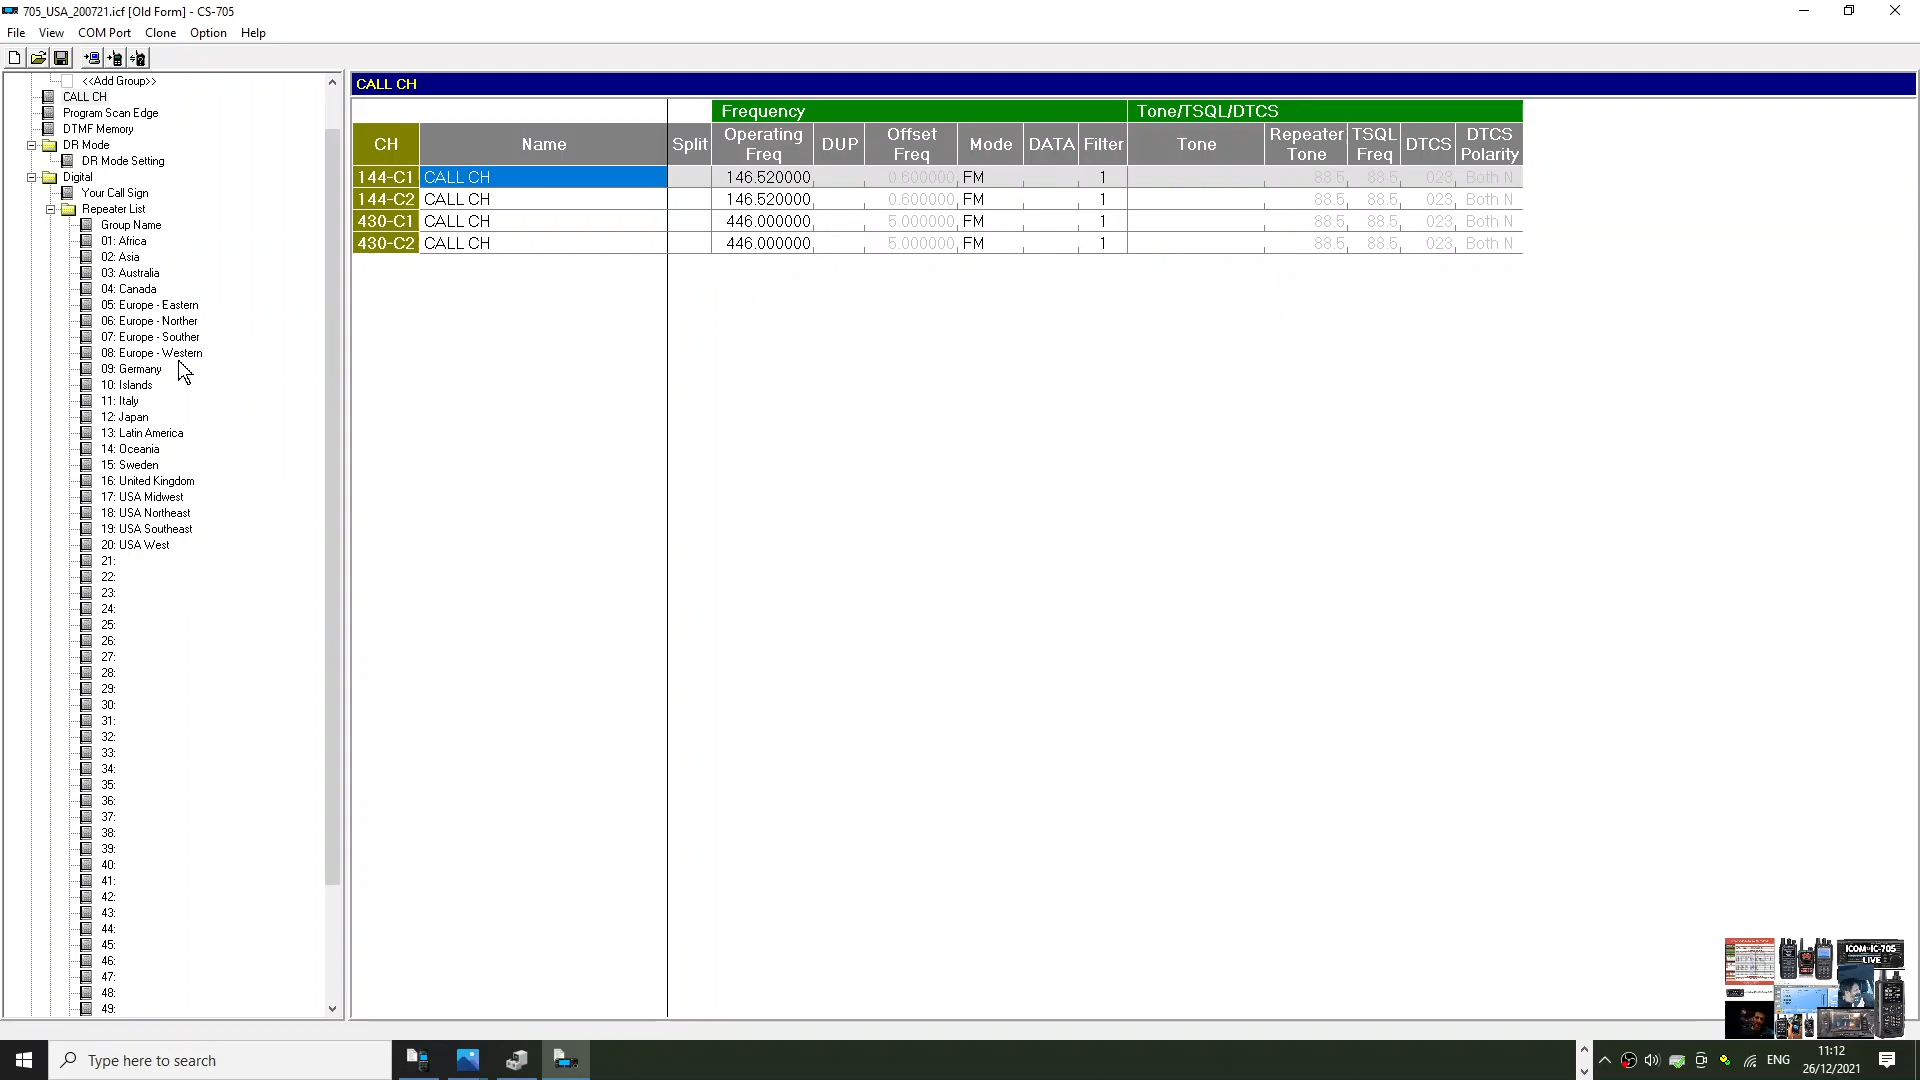 705_USA_200721.icf [Old Form] - CS-705
File View COM Port Clone Option Help
<<Add Group>>
CALL CH
Program Scan Edge
DTMF Memory
DR Mode
DR Mode Setting
Digital
Your Call Sign
Repeater List
Group Name
01: Africa
02: Asia
03: Australia
04: Canada
05: Europe - Eastern
06: Europe - Norther
07: Europe - Souther
08: Europe - Western
09: Germany
10: Islands
11: Italy
12: Japan
13: Latin America
14: Oceania
15: Sweden
16: United Kingdom
17: USA Midwest
18: USA Northeast
19: USA Southeast
20: USA West
21:
22:
23:
24:
25:
26:
27:
28:
29:
30:
31:
32:
33:
34:
35:
36:
37:
38:
39:
40:
41:
42:
43:
44:
45:
46:
47:
48:
49:
CALL CH
Frequency Tone/TSQL/DTCS
CH Name Split Operating Freq DUP Offset Freq Mode DATA Filter Tone Repeater Tone TSQL Freq DTCS DTCS Polarity
144-C1 CALL CH 146.520000 0.600000 FM 1 88.5 88.5 023 Both N
144-C2 CALL CH 146.520000 0.600000 FM 1 88.5 88.5 023 Both N
430-C1 CALL CH 446.000000 5.000000 FM 1 88.5 88.5 023 Both N
430-C2 CALL CH 446.000000 5.000000 FM 1 88.5 88.5 023 Both N
ICOM IC-705
LIVE
Type here to search
ENG
11:12
26/12/2021